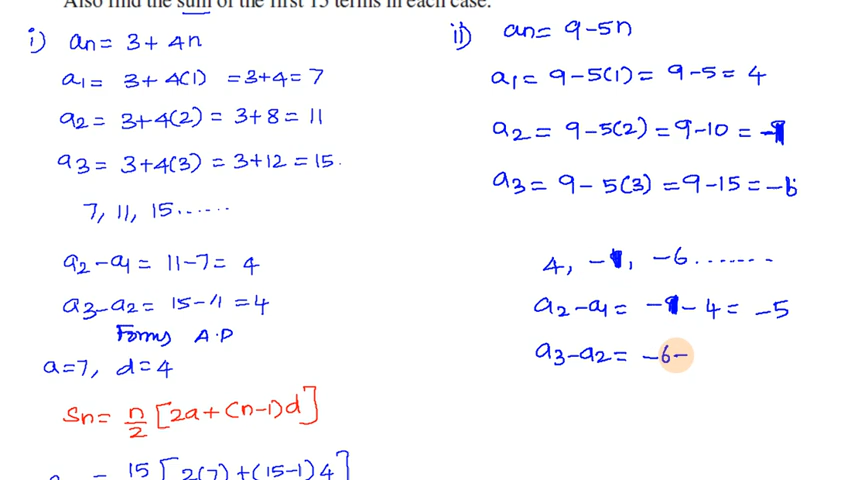 Also find the sum of the first 15 terms in each case.
i) an = 3 + 4n
a1 = 3 + 4(1) = 3+4 = 7
a2 = 3+4(2) = 3+8 = 11
a3 = 3+4(3) = 3+12 = 15.
7, 11, 15......
a2-a1 = 11-7 = 4
a3-a2 = 15-11 = 4
Forms A.P
a=7, d=4
Sn = n/2 [2a+(n-1)d]
= 15 [2(7)+(15-1)4]
ii) an = 9-5n
a1 = 9-5(1) = 9-5 = 4
a2 = 9-5(2) = 9-10 = -1
a3 = 9-5(3) = 9-15 = -6
4, -1, -6.......
a2-a1 = -1-4 = -5
a3-a2 = -6-